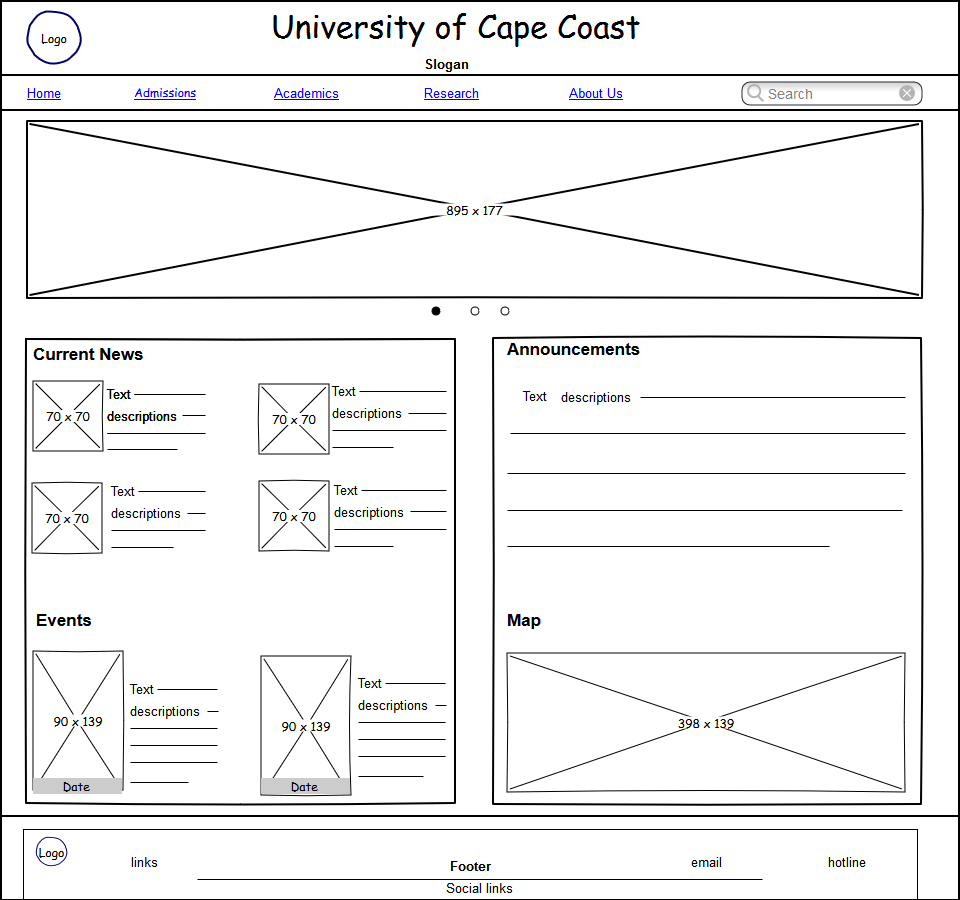 Logo
University of Cape Coast
Slogan
Home Admissions Academics Research About Us Search
895 x 177
Current News
70 x 70
Text
descriptions
70 x 70
Text
descriptions
70 x 70
Text
descriptions
70 x 70
Text
descriptions
Events
90 x 139
Date
Text
descriptions
90 x 139
Date
Text
descriptions
Announcements
Text descriptions
Map
398 x 139
Logo
links
Footer
email
hotline
Social links